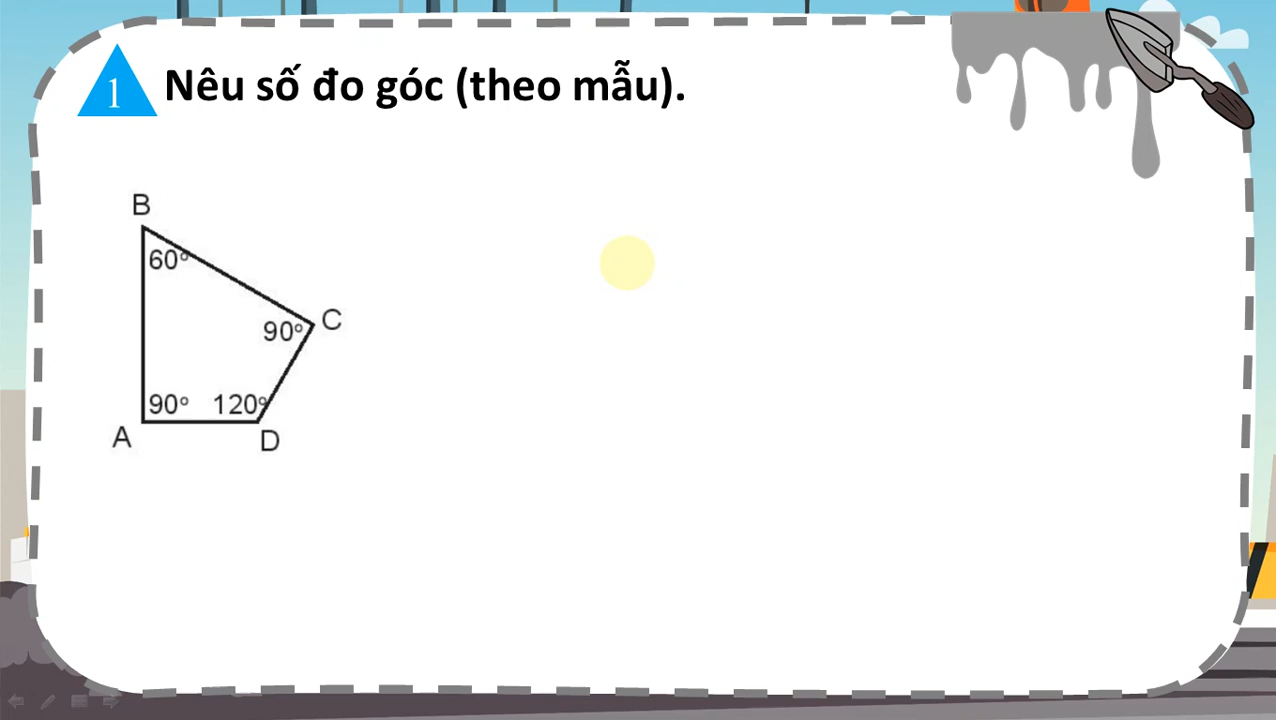 1 Nêu số đo góc (theo mẫu).
B
60°
90° C
90° 120°
A D